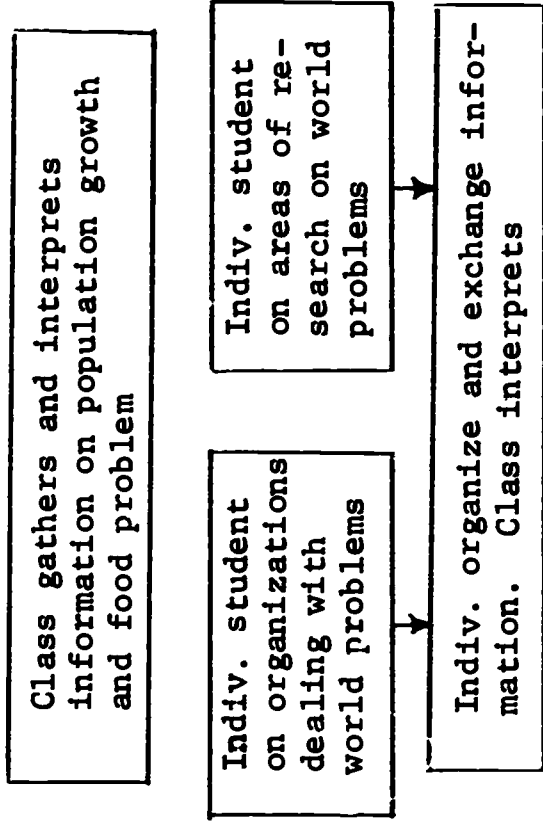 Class gathers and interprets
information on population growth
and food problem
Indiv. student
on organizations
dealing with
world problems
Indiv. student
on areas of re-
search on world
problems
Indiv. organize and exchange infor-
mation. Class interprets